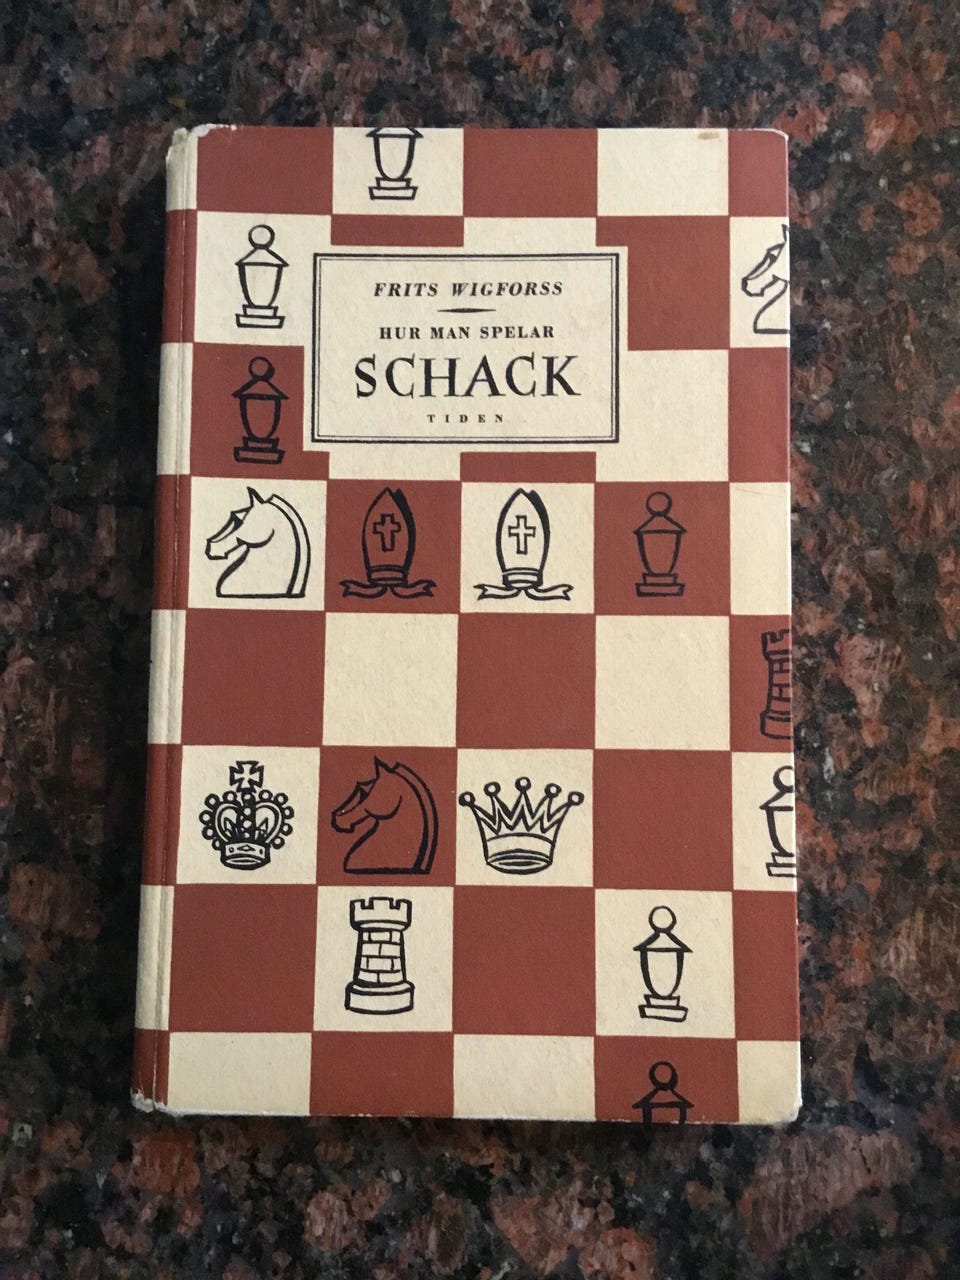 FRITS WIGFORSS
HUR MAN SPELAR
SCHACK
TIDEN